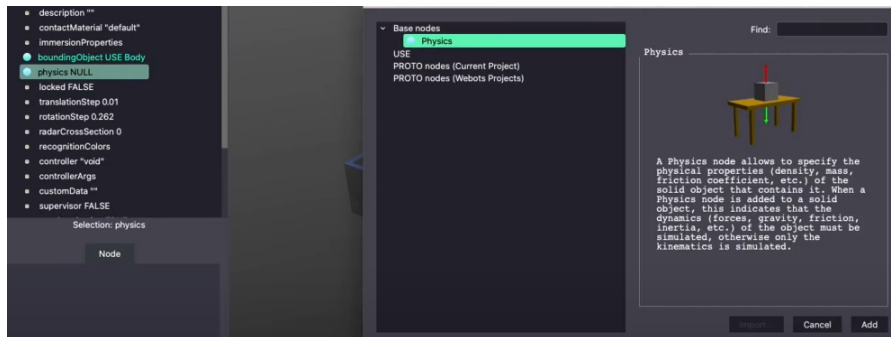 description ""
contactMaterial "default"
immersionProperties
boundingObject USE Body
physics NULL
locked FALSE
translationStep 0.01
rotationStep 0.262
radarCrossSection 0
recognitionColors
controller "void"
controllerArgs
customData ""
supervisor FALSE
Selection: physics
Node
Base nodes
Physics
USE
PROTO nodes (Current Project)
PROTO nodes (Webots Projects)
Find:
Physics
A Physics node allows to specify the
physical properties (density, mass,
friction coefficient, etc.) of the
solid object that contains it. When a
Physics node is added to a solid
object, this indicates that the
dynamics (forces, gravity, friction,
inertia, etc.) of the object must be
simulated, otherwise only the
kinematics is simulated.
Import...
Cancel
Add